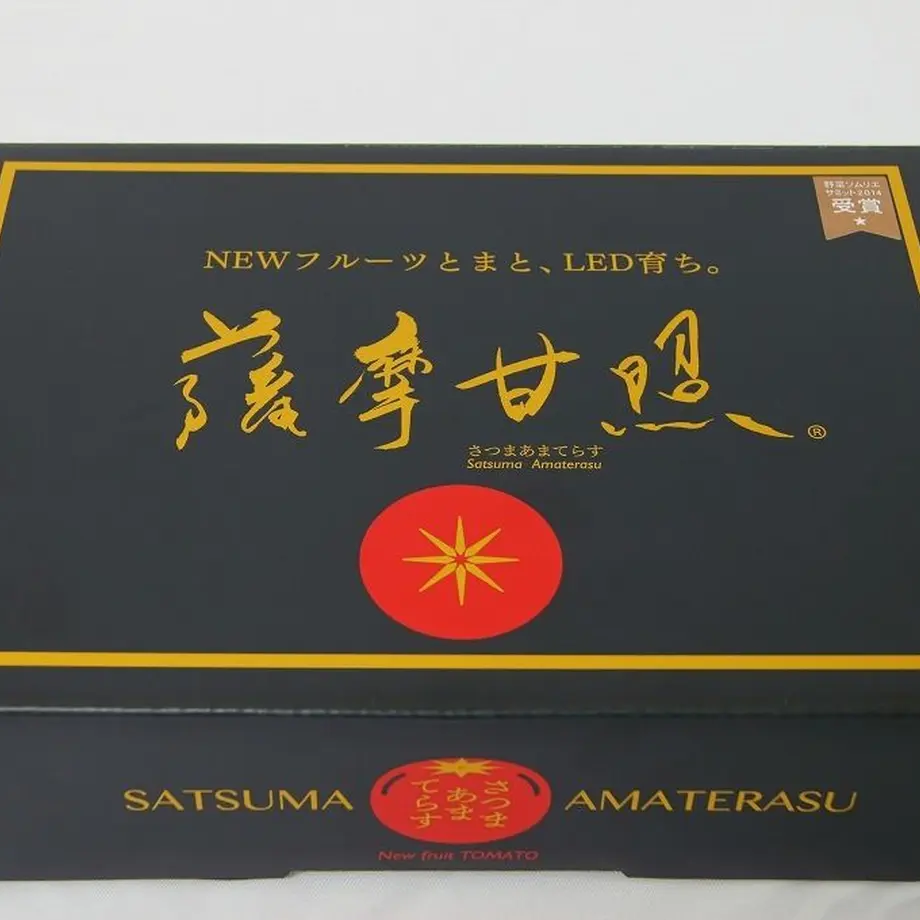 野菜ソムリエ
サミット2014
受賞
NEWフルーツとまと、LED育ち。
薩摩甘照®
さつまあまてらす
Satsuma Amaterasu
SATSUMA
さつま
あま
てらす
AMATERASU
New fruit TOMATO